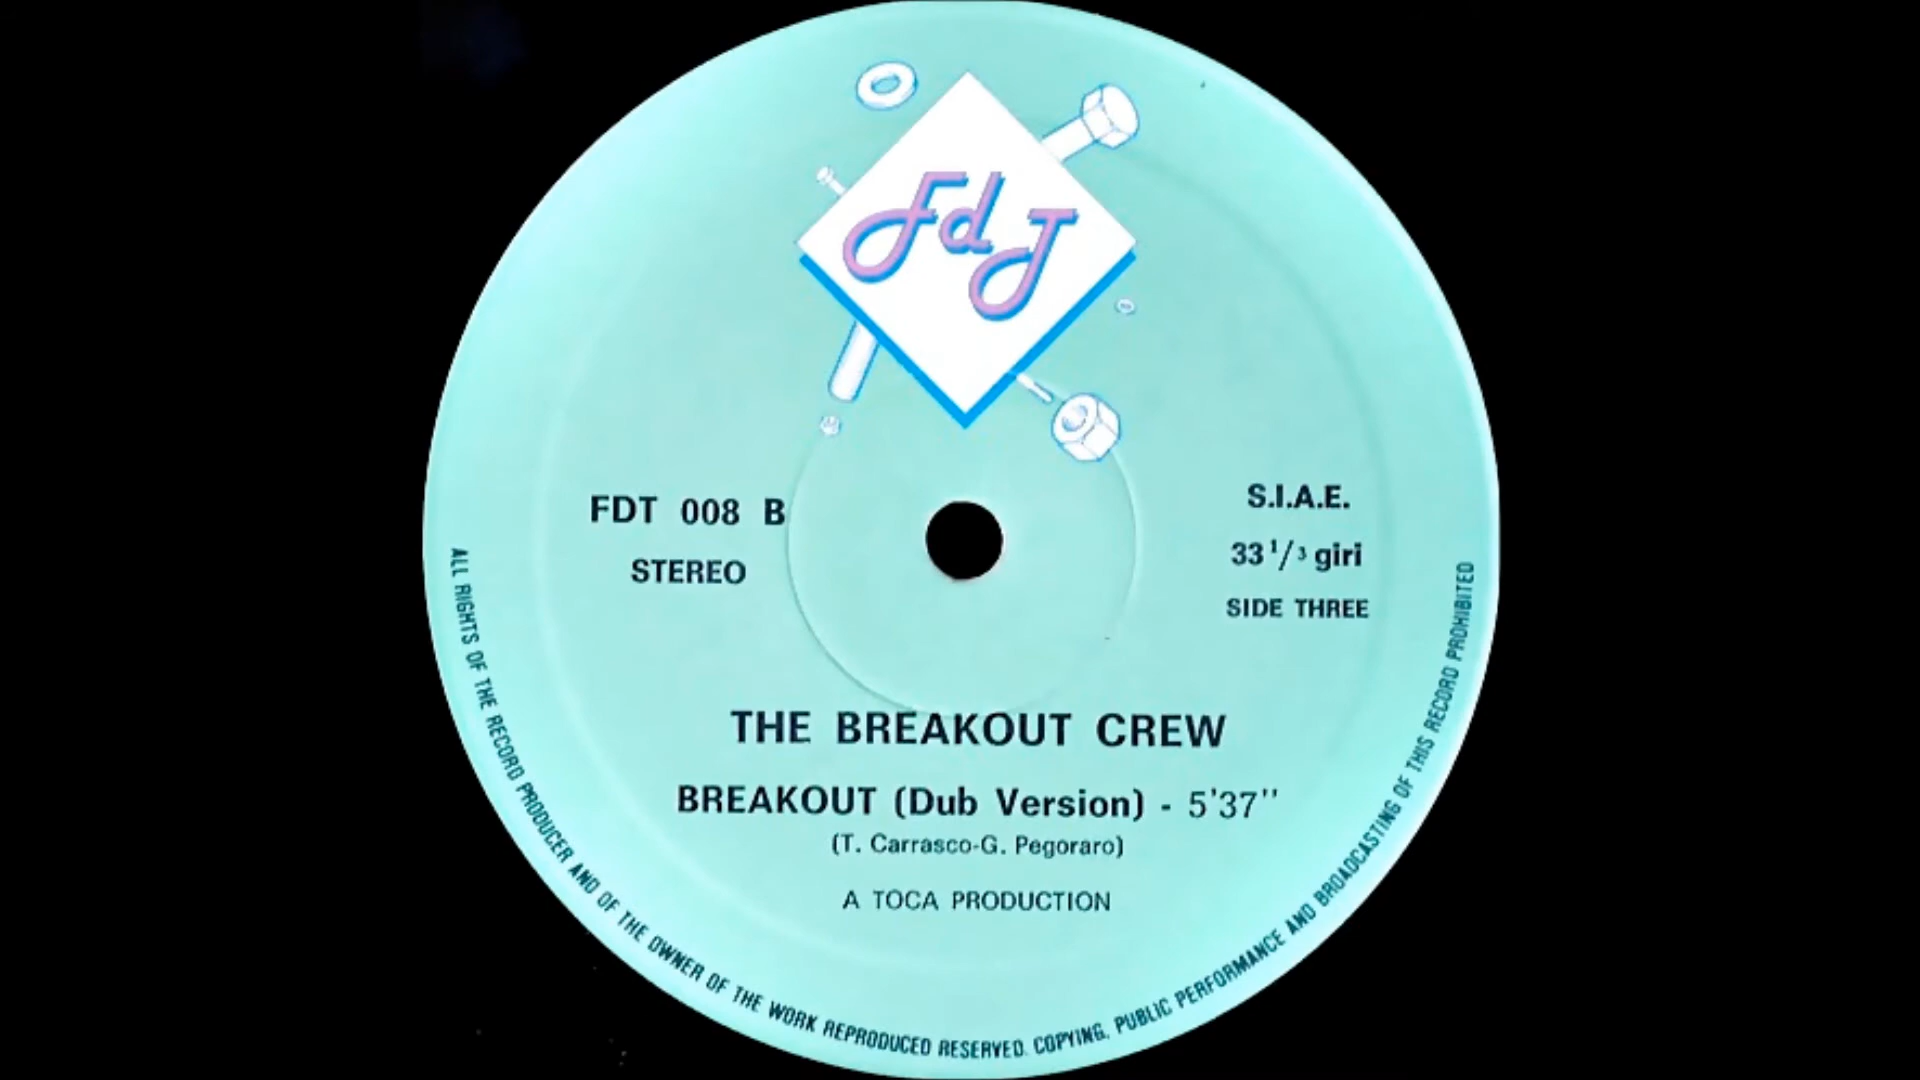 FdT
FDT 008 B
STEREO
S.I.A.E.
33 1/3 giri
SIDE THREE
THE BREAKOUT CREW
BREAKOUT (Dub Version) - 5'37"
(T. Carrasco-G. Pegoraro)
A TOCA PRODUCTION
ALL RIGHTS OF THE RECORD PRODUCER AND OF THE OWNER OF THE WORK REPRODUCED RESERVED. COPYING, PUBLIC PERFORMANCE AND BROADCASTING OF THIS RECORD PROHIBITED